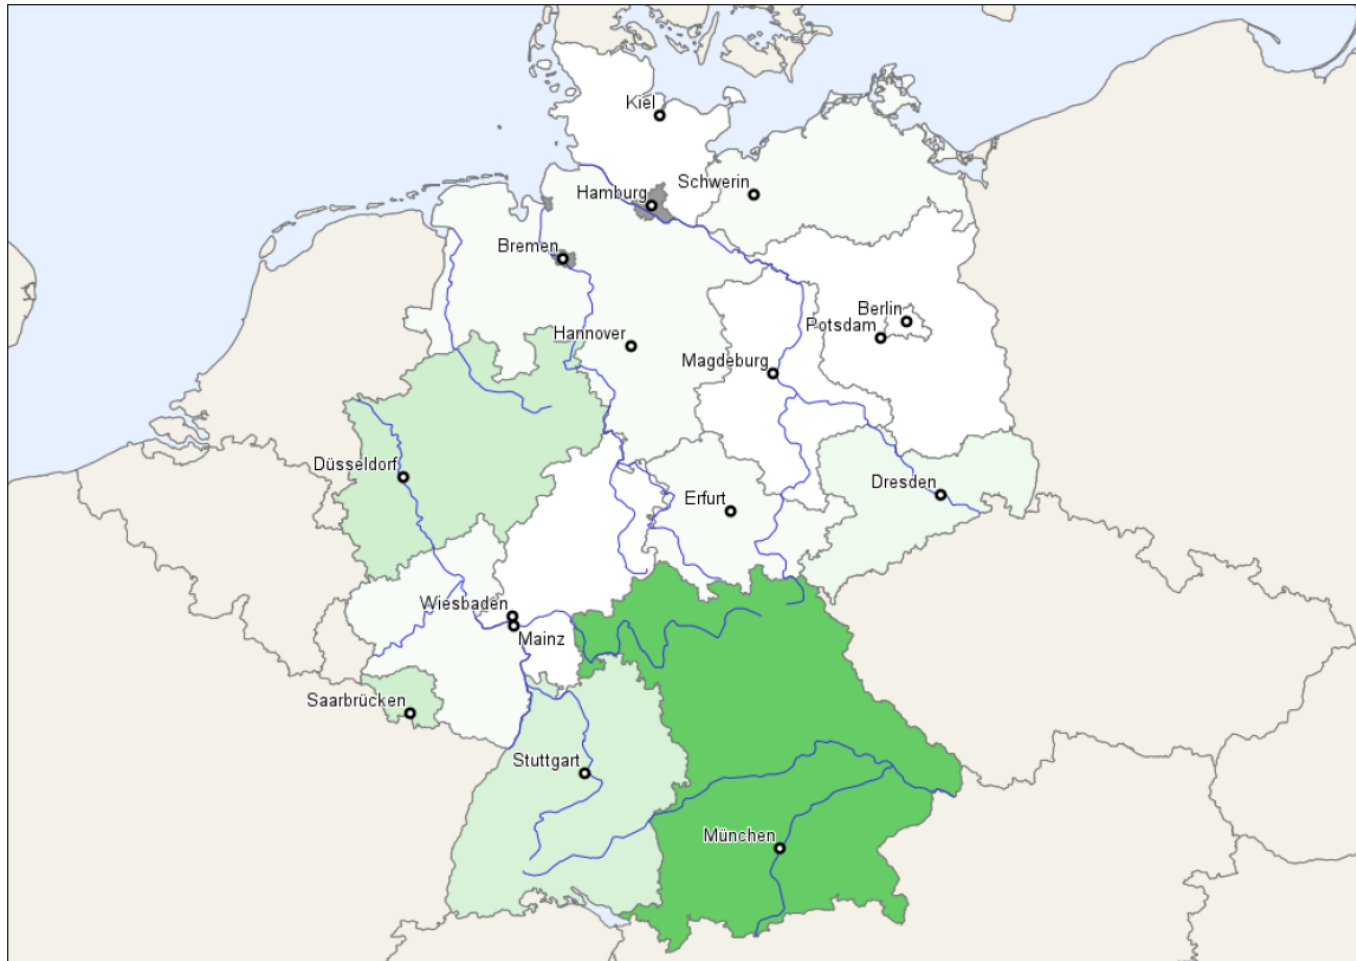 Kiel
Schwerin
Hamburg
Bremen
Berlin
Potsdam
Hannover
Magdeburg
Düsseldorf
Dresden
Erfurt
Wiesbaden
Mainz
Saarbrücken
Stuttgart
München